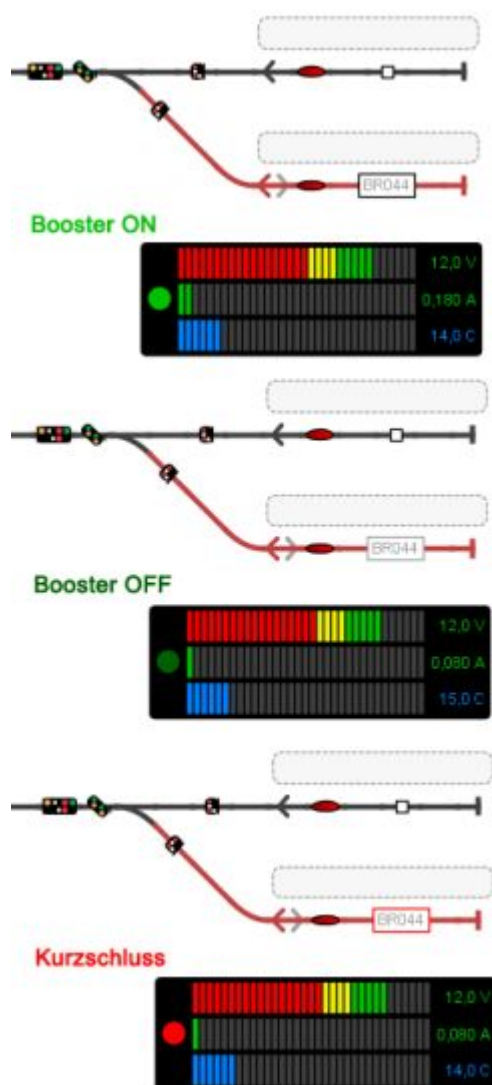 BR044
Booster ON
12,0 V
0,180 A
14,0 C
BR044
Booster OFF
12,0 V
0,080 A
15,0 C
BR044
Kurzschluss
12,0 V
0,080 A
14,0 C